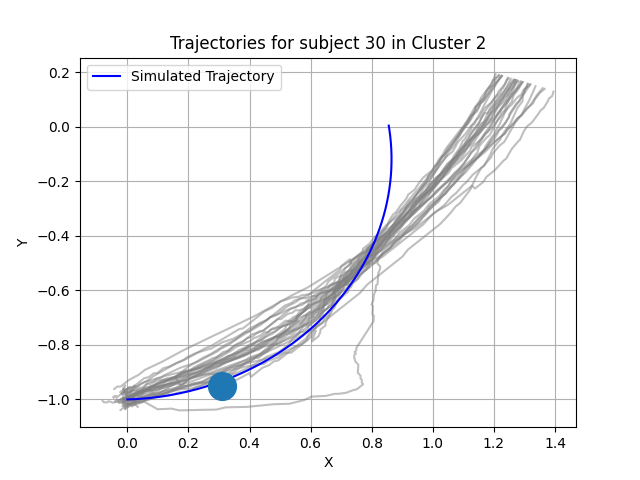 Trajectories for subject 30 in Cluster 2
Simulated Trajectory
0.2
0.0
−0.2
−0.4
−0.6
−0.8
−1.0
Y
0.0 0.2 0.4 0.6 0.8 1.0 1.2 1.4
X